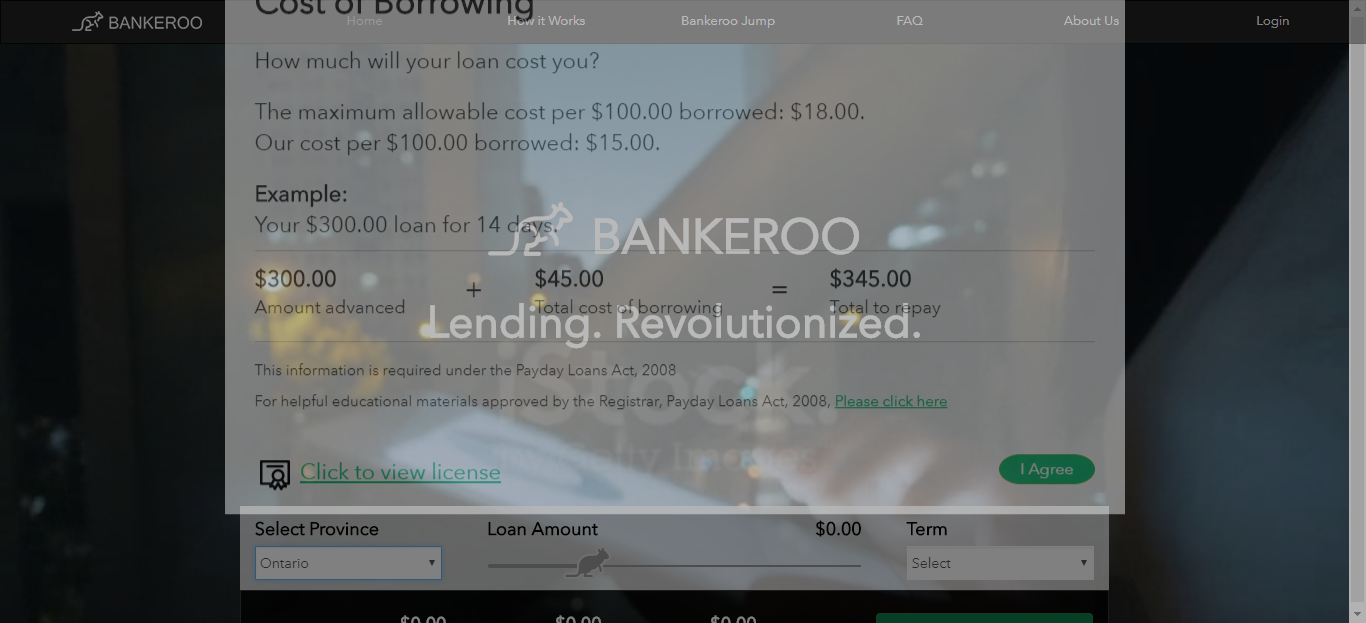 Cost of Borrowing
BANKEROO
Home
How it Works
Bankeroo Jump
FAQ
About Us
Login
How much will your loan cost you?
The maximum allowable cost per $100.00 borrowed: $18.00.
Our cost per $100.00 borrowed: $15.00.
Example:
Your $300.00 loan for 14 days.
BANKEROO
$300.00
Amount advanced
+
$45.00
Total cost of borrowing
=
$345.00
Total to repay
Lending. Revolutionized.
iStock
by Getty Images
This information is required under the Payday Loans Act, 2008
For helpful educational materials approved by the Registrar, Payday Loans Act, 2008, Please click here
Click to view license
I Agree
Select Province
Loan Amount
$0.00
Term
Ontario
Select
$0.00
$0.00
$0.00